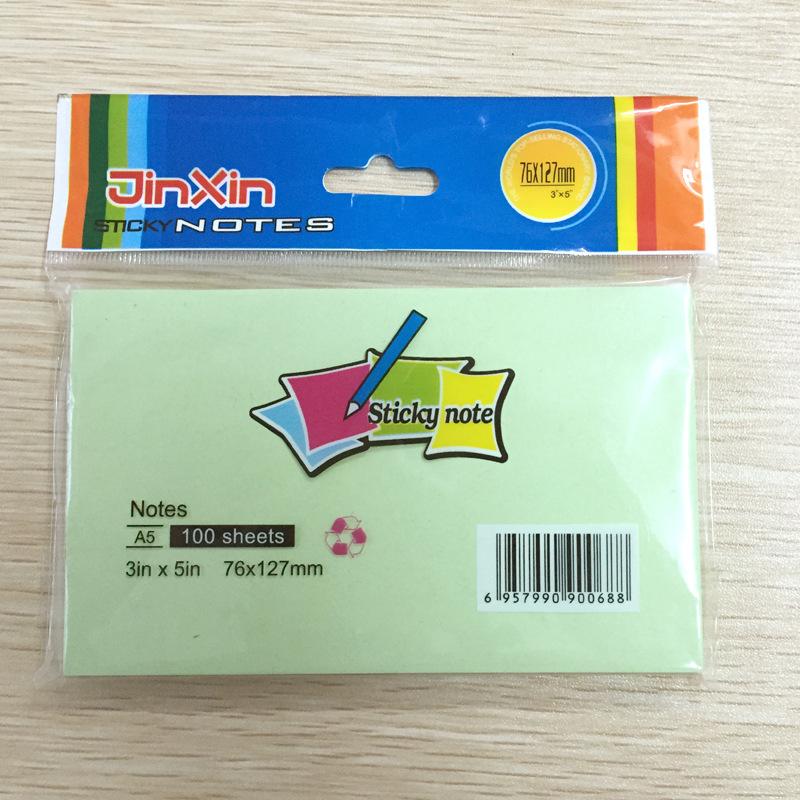 JinXin
STICKY NOTES
76X127mm
3"×5"
Sticky note
Notes
A5 100 sheets
3in x 5in 76x127mm
6 957990 900688